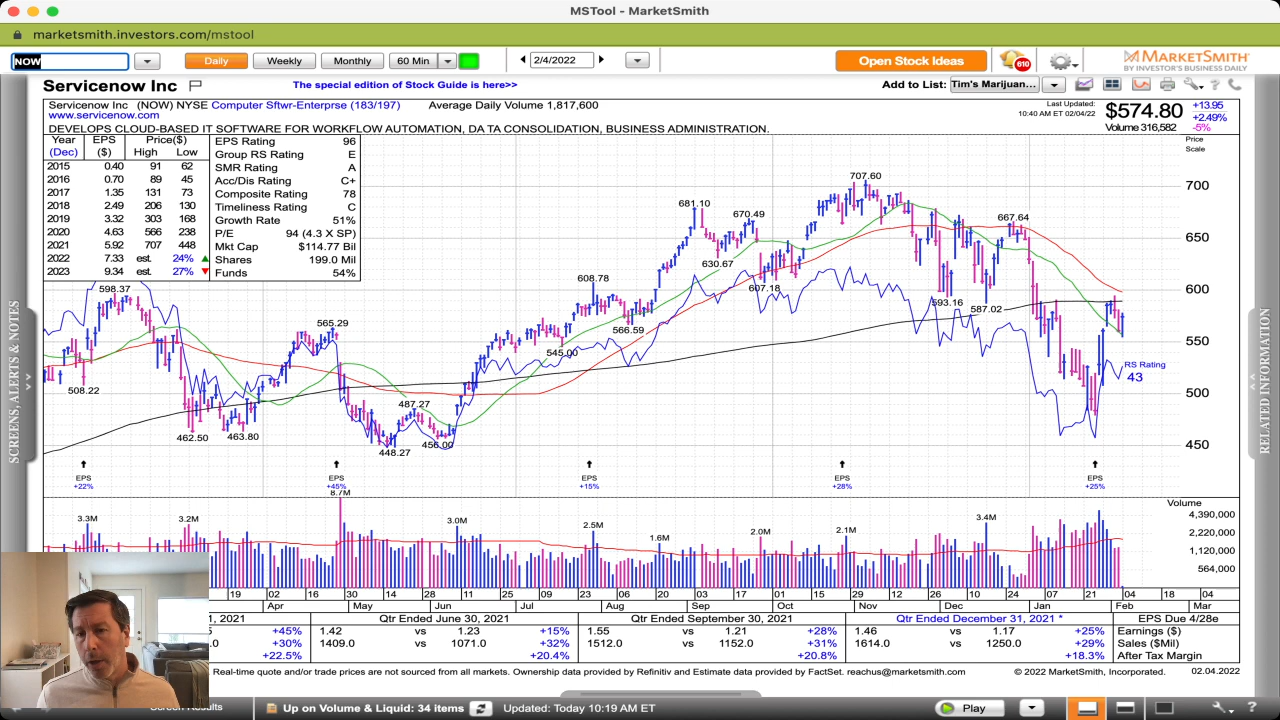 MSTool - MarketSmith
marketsmith.investors.com/mstool
NOW Daily Weekly Monthly 60 Min 2/4/2022 Open Stock Ideas 610 MARKETSMITH
BY INVESTOR'S BUSINESS DAILY
Servicenow Inc The special edition of Stock Guide is here>> Add to List: Tim's Marijuan...
Servicenow Inc (NOW) NYSE Computer Sftwr-Enterprse (183/197) Average Daily Volume 1,817,600
www.servicenow.com
DEVELOPS CLOUD-BASED IT SOFTWARE FOR WORKFLOW AUTOMATION, DA TA CONSOLIDATION, BUSINESS ADMINISTRATION.
Last Updated:
10:40 AM ET 02/04/22
$574.80
Volume 316,582
+13.95
+2.49%
-5%
Year EPS Price($)
(Dec) ($) High Low
2015 0.40 91 62
2016 0.70 89 45
2017 1.35 131 73
2018 2.49 206 130
2019 3.32 303 168
2020 4.63 566 238
2021 5.92 707 448
2022 7.33 est. 24%
2023 9.34 est. 27%
EPS Rating 96
Group RS Rating E
SMR Rating A
Acc/Dis Rating C+
Composite Rating 78
Timeliness Rating C
Growth Rate 51%
P/E 94 (4.3 X SP)
Mkt Cap $114.77 Bil
Shares 199.0 Mil
Funds 54%
Price
Scale
700
650
600
550
500
450
598.37
508.22
462.50
463.80
565.29
448.27
487.27
456.00
545.00
608.78
566.59
681.10
630.67
670.49
607.18
707.60
593.16
587.02
667.64
RS Rating
43
EPS EPS EPS EPS EPS
+22% +45% +15% +28% +25%
Volume
4,390,000
2,220,000
1,120,000
564,000
3.3M 3.2M 8.7M 3.0M 2.5M 1.6M 2.0M 2.1M 3.4M
19 02 16 30 14 28 11 25 09 23 06 20 03 17 01 15 29 12 26 10 24 07 21 04 18 04
Apr May Jun Jul Aug Sep Oct Nov Dec Jan Feb Mar
1, 2021 Qtr Ended June 30, 2021 Qtr Ended September 30, 2021 Qtr Ended December 31, 2021 * EPS Due 4/28e
+45% 1.42 vs 1.23 +15% 1.55 vs 1.21 +28% 1.46 vs 1.17 +25% Earnings ($)
.0 +30% 1409.0 vs 1071.0 +32% 1512.0 vs 1152.0 +31% 1614.0 vs 1250.0 +29% Sales ($Mil)
+22.5% +20.4% +20.8% +18.3% After Tax Margin
Real-time quote and/or trade prices are not sourced from all markets. Ownership data provided by Refinitiv and Estimate data provided by FactSet. reachus@marketsmith.com © 2022 MarketSmith, Incorporated. 02.04.2022
Screen Results Up on Volume & Liquid: 34 items Updated: Today 10:19 AM ET Play
SCREENS, ALERTS & NOTES
RELATED INFORMATION